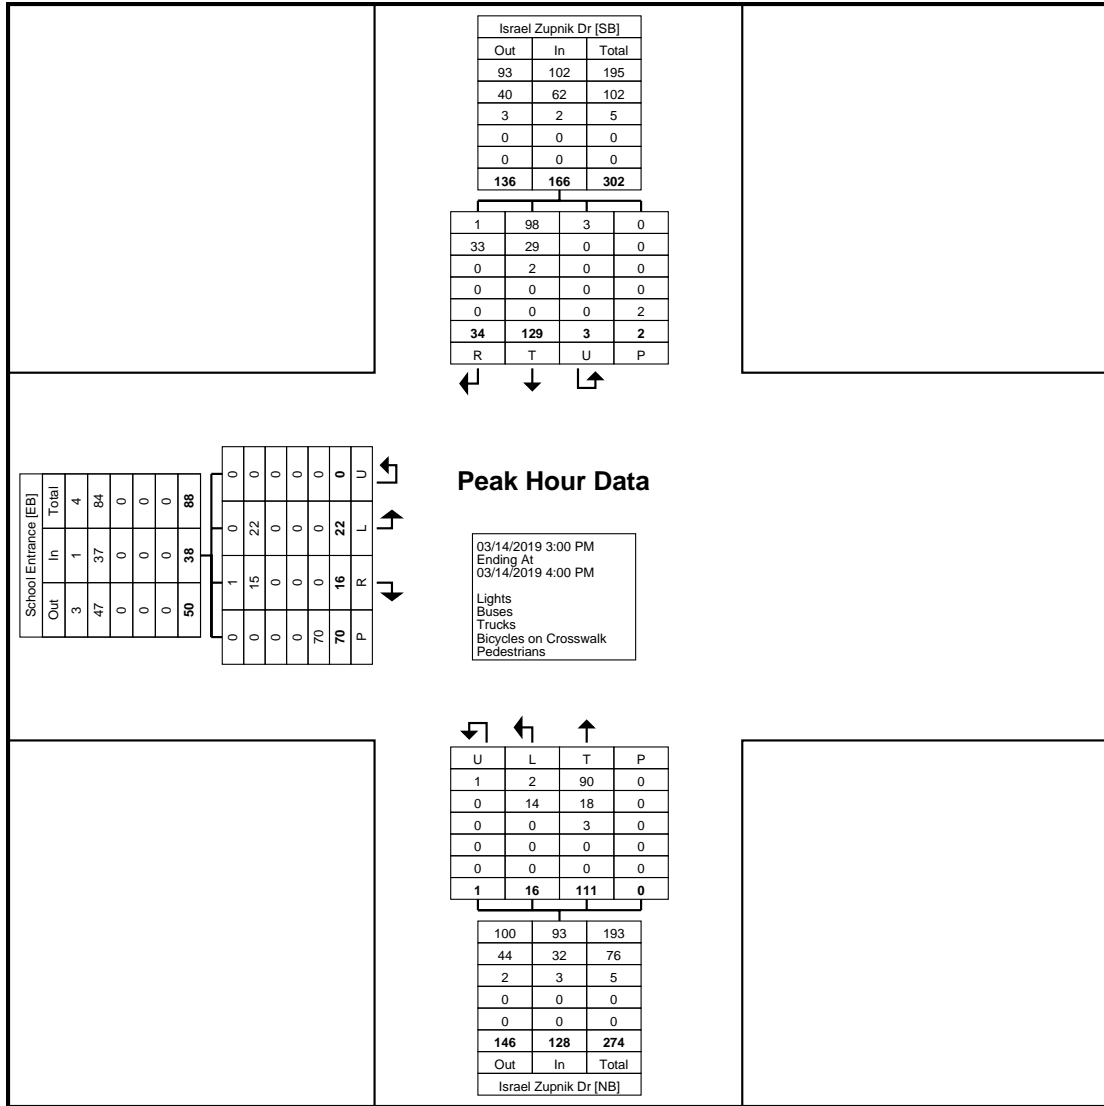 Israel Zupnik Dr [SB]
Out In Total
93 102 195
40 62 102
3 2 5
0 0 0
0 0 0
136 166 302
1 98 3 0
33 29 0 0
0 2 0 0
0 0 0 0
0 0 0 2
34 129 3 2
R T U P
School Entrance [EB]
Out In Total
3 1 4
47 37 84
0 0 0
0 0 0
0 0 0
50 38 88
0 1 0 0
0 15 22 0
0 0 0 0
0 0 0 0
70 0 0 0
70 16 22 0
P R L U
Peak Hour Data
03/14/2019 3:00 PM
Ending At
03/14/2019 4:00 PM
Lights
Buses
Trucks
Bicycles on Crosswalk
Pedestrians
U L T P
1 2 90 0
0 14 18 0
0 0 3 0
0 0 0 0
0 0 0 0
1 16 111 0
100 93 193
44 32 76
2 3 5
0 0 0
0 0 0
146 128 274
Out In Total
Israel Zupnik Dr [NB]